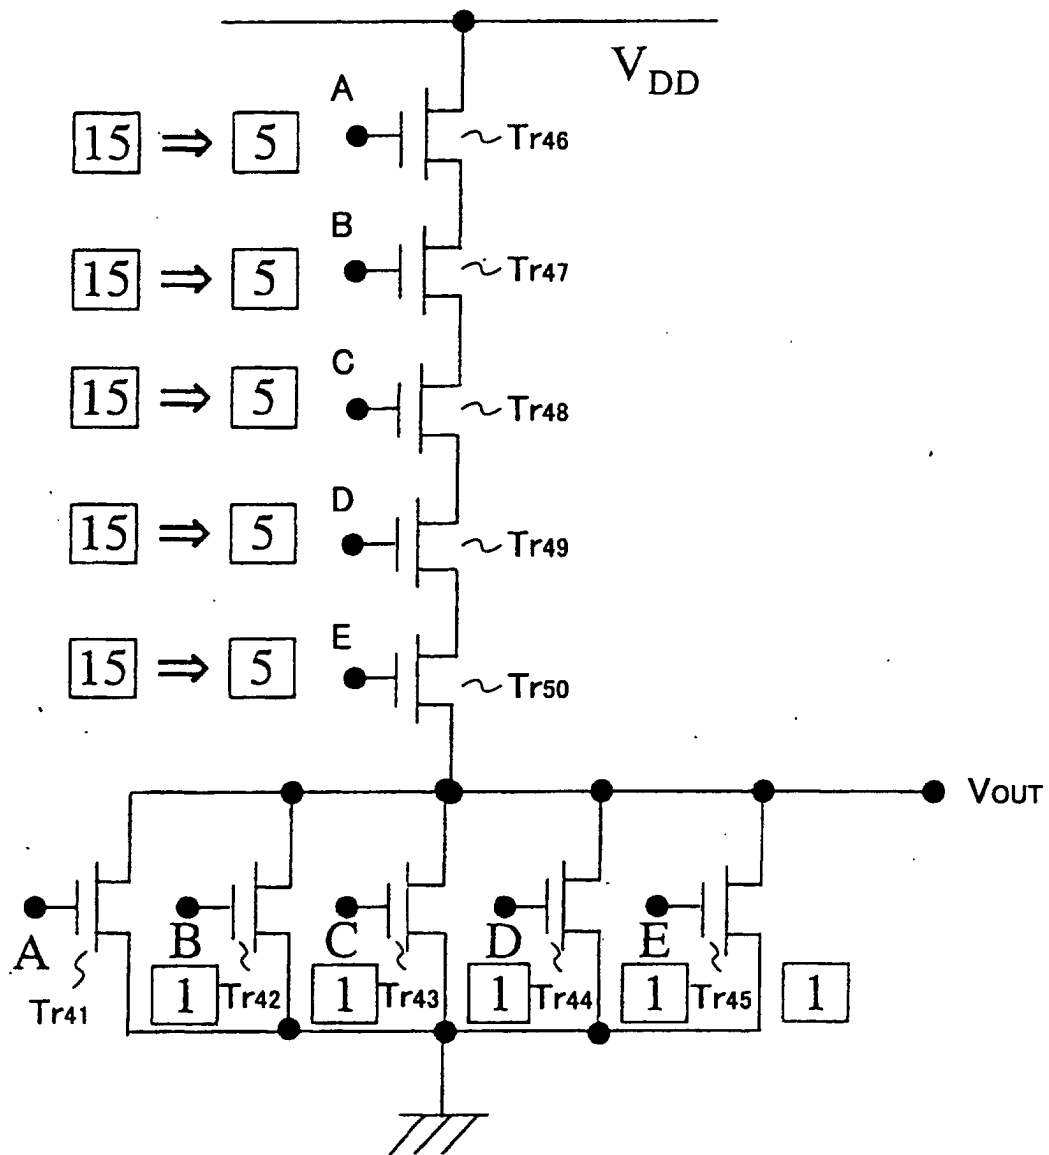 V_DD
A
15 ⇒ 5 Tr46
B
15 ⇒ 5 Tr47
C
15 ⇒ 5 Tr48
D
15 ⇒ 5 Tr49
E
15 ⇒ 5 Tr50
VOUT
A B C D E
Tr41 1 Tr42 1 Tr43 1 Tr44 1 Tr45 1